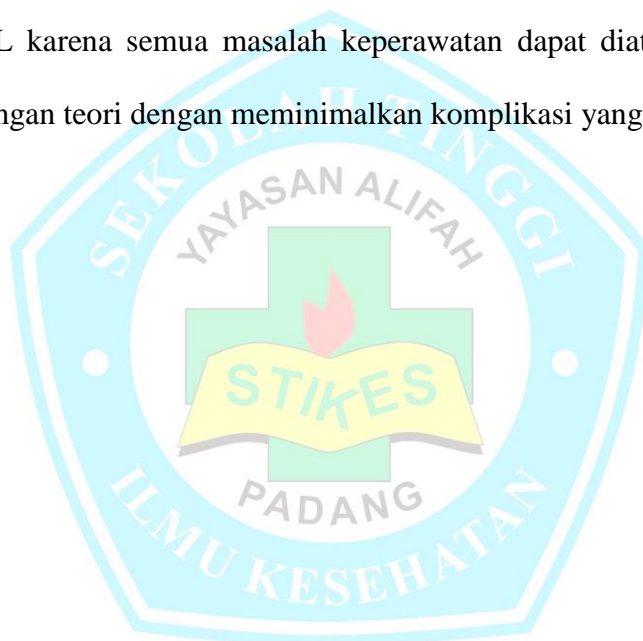 L karena semua masalah keperawatan dapat diat
ngan teori dengan meminimalkan komplikasi yang
SEKOLAH TINGGI
YAYASAN ALIFAH
STIKES
PADANG
ILMU KESEHATAN